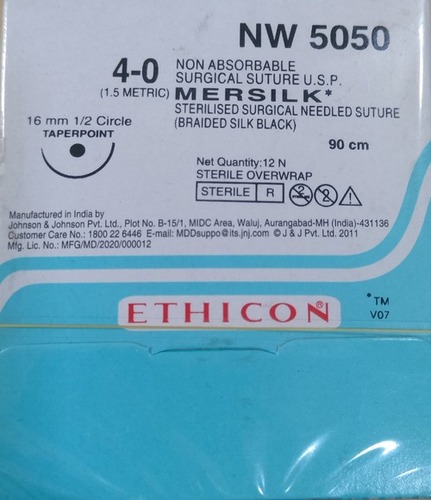 NW 5050
4-0
(1.5 METRIC)
NON ABSORBABLE
SURGICAL SUTURE U.S.P.
MERSILK*
STERILISED SURGICAL NEEDLED SUTURE
(BRAIDED SILK BLACK)
16 mm 1/2 Circle
TAPERPOINT
90 cm
Net Quantity:12 N
STERILE OVERWRAP
STERILE R
Manufactured in India by
Johnson & Johnson Pvt. Ltd., Plot No. B-15/1, MIDC Area, Waluj, Aurangabad-MH (India)-431136
Customer Care No.: 1800 22 6446 E-mail: MDDsuppo@its.jnj.com © J & J Pvt. Ltd. 2011
Mfg. Lic. No.: MFG/MD/2020/000012
ETHICON®
*TM
V07